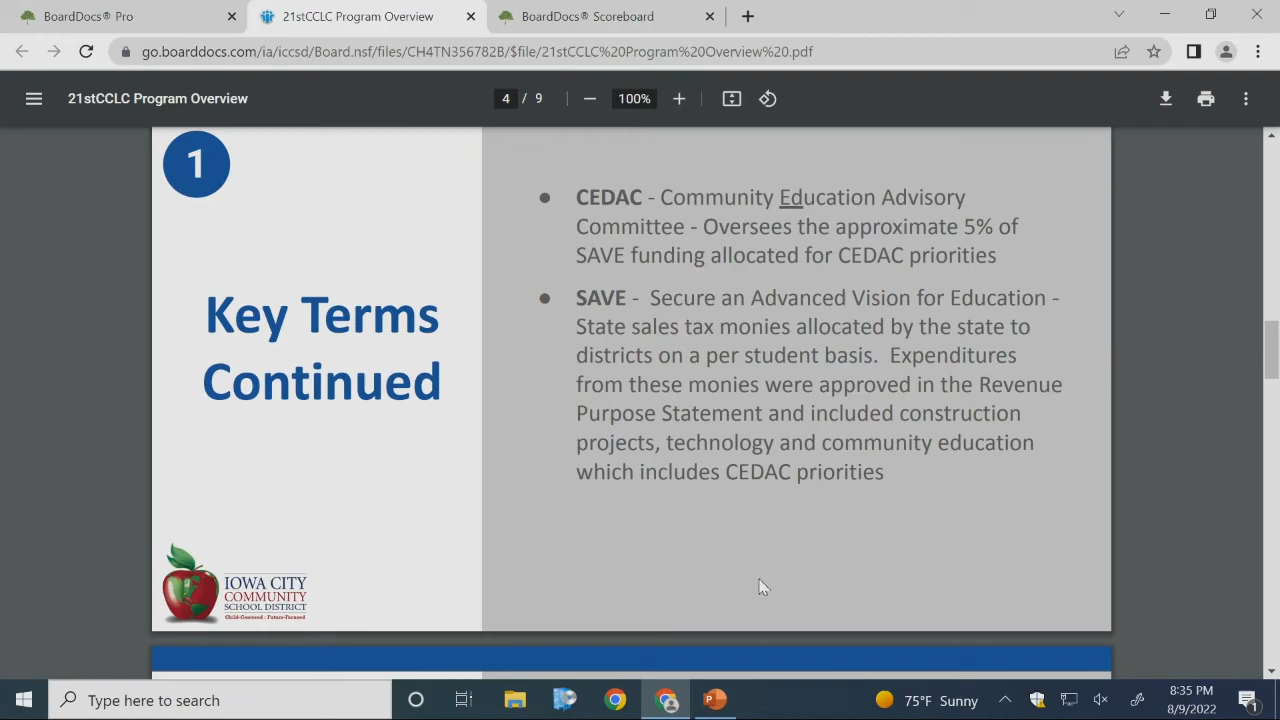 BoardDocs® Pro
21stCCLC Program Overview
BoardDocs® Scoreboard
go.boarddocs.com/ia/iccsd/Board.nsf/files/CH4TN356782B/$file/21stCCLC%20Program%20Overview%20.pdf
21stCCLC Program Overview
4 / 9
100%
1
Key Terms
Continued
● CEDAC - Community Education Advisory
Committee - Oversees the approximate 5% of
SAVE funding allocated for CEDAC priorities
● SAVE -  Secure an Advanced Vision for Education -
State sales tax monies allocated by the state to
districts on a per student basis.  Expenditures
from these monies were approved in the Revenue
Purpose Statement and included construction
projects, technology and community education
which includes CEDAC priorities
IOWA CITY
COMMUNITY
SCHOOL DISTRICT
Child-Centered : Future-Focused
Type here to search
75°F Sunny
8:35 PM
8/9/2022
1